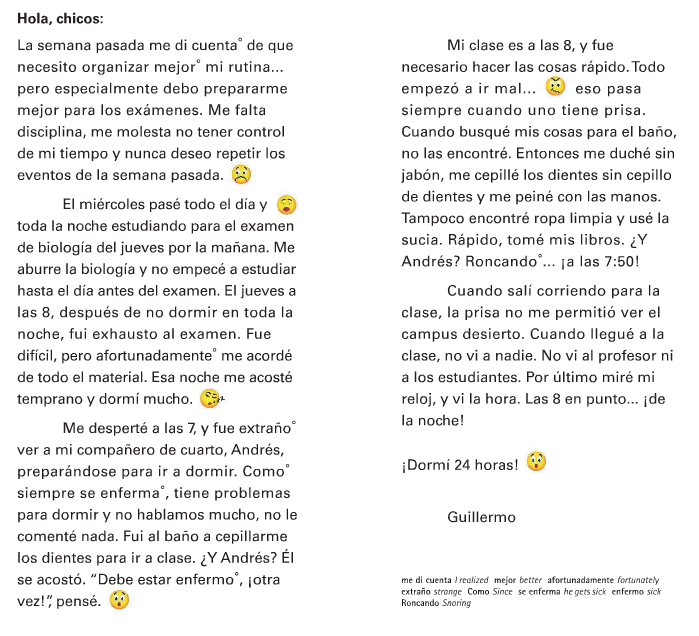 Hola, chicos:
La semana pasada me di cuenta° de que
necesito organizar mejor° mi rutina...
pero especialmente debo prepararme
mejor para los exámenes. Me falta
disciplina, me molesta no tener control
de mi tiempo y nunca deseo repetir los
eventos de la semana pasada.
El miércoles pasé todo el día y
toda la noche estudiando para el examen
de biología del jueves por la mañana. Me
aburre la biología y no empecé a estudiar
hasta el día antes del examen. El jueves a
las 8, después de no dormir en toda la
noche, fui exhausto al examen. Fue
difícil, pero afortunadamente° me acordé
de todo el material. Esa noche me acosté
temprano y dormí mucho.
Me desperté a las 7, y fue extraño°
ver a mi compañero de cuarto, Andrés,
preparándose para ir a dormir. Como°
siempre se enferma°, tiene problemas
para dormir y no hablamos mucho, no le
comenté nada. Fui al baño a cepillarme
los dientes para ir a clase. ¿Y Andrés? Él
se acostó. “Debe estar enfermo°, ¡otra
vez!”, pensé.
Mi clase es a las 8, y fue
necesario hacer las cosas rápido. Todo
empezó a ir mal... eso pasa
siempre cuando uno tiene prisa.
Cuando busqué mis cosas para el baño,
no las encontré. Entonces me duché sin
jabón, me cepillé los dientes sin cepillo
de dientes y me peiné con las manos.
Tampoco encontré ropa limpia y usé la
sucia. Rápido, tomé mis libros. ¿Y
Andrés? Roncando°... ¡a las 7:50!
Cuando salí corriendo para la
clase, la prisa no me permitió ver el
campus desierto. Cuando llegué a la
clase, no vi a nadie. No vi al profesor ni
a los estudiantes. Por último miré mi
reloj, y vi la hora. Las 8 en punto... ¡de
la noche!
¡Dormí 24 horas!
Guillermo
me di cuenta I realized mejor better afortunadamente fortunately
extraño strange Como Since se enferma he gets sick enfermo sick
Roncando Snoring